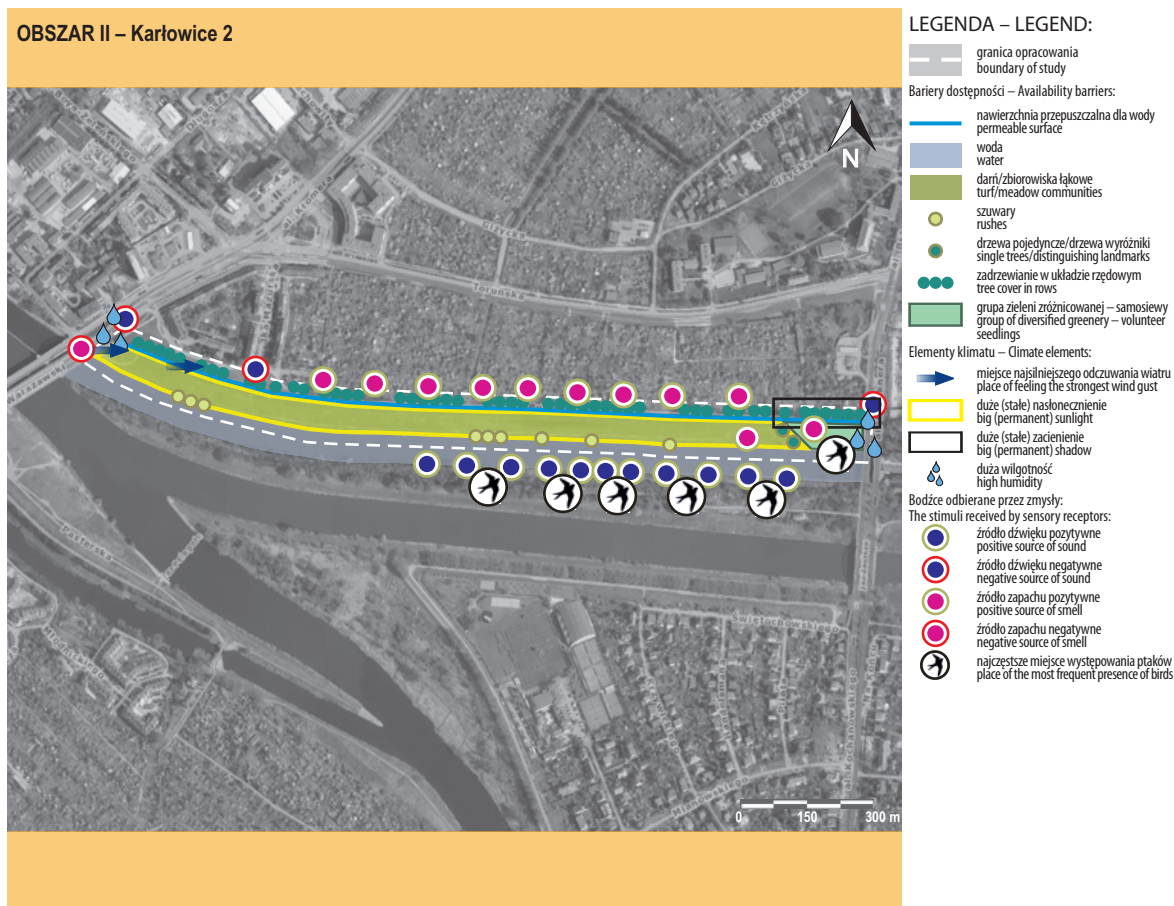 OBSZAR II – Karłowice 2
N
Toruńska
Giżycka
Giżycka
Kętrzyńska
Pasterska
Świętochowskiego
Mianowskiego
0 150 300 m
LEGENDA – LEGEND:
granica opracowania
boundary of study
Bariery dostępności – Availability barriers:
nawierzchnia przepuszczalna dla wody
permeable surface
woda
water
darń/zbiorowiska łąkowe
turf/meadow communities
szuwary
rushes
drzewa pojedyncze/drzewa wyróżniki
single trees/distinguishing landmarks
zadrzewianie w układzie rzędowym
tree cover in rows
grupa zieleni zróżnicowanej – samosiewy
group of diversified greenery – volunteer
seedlings
Elementy klimatu – Climate elements:
miejsce najsilniejszego odczuwania wiatru
place of feeling the strongest wind gust
duże (stałe) nasłonecznienie
big (permanent) sunlight
duże (stałe) zacienienie
big (permanent) shadow
duża wilgotność
high humidity
Bodźce odbierane przez zmysły:
The stimuli received by sensory receptors:
źródło dźwięku pozytywne
positive source of sound
źródło dźwięku negatywne
negative source of sound
źródło zapachu pozytywne
positive source of smell
źródło zapachu negatywne
negative source of smell
najczęstsze miejsce występowania ptaków
place of the most frequent presence of birds